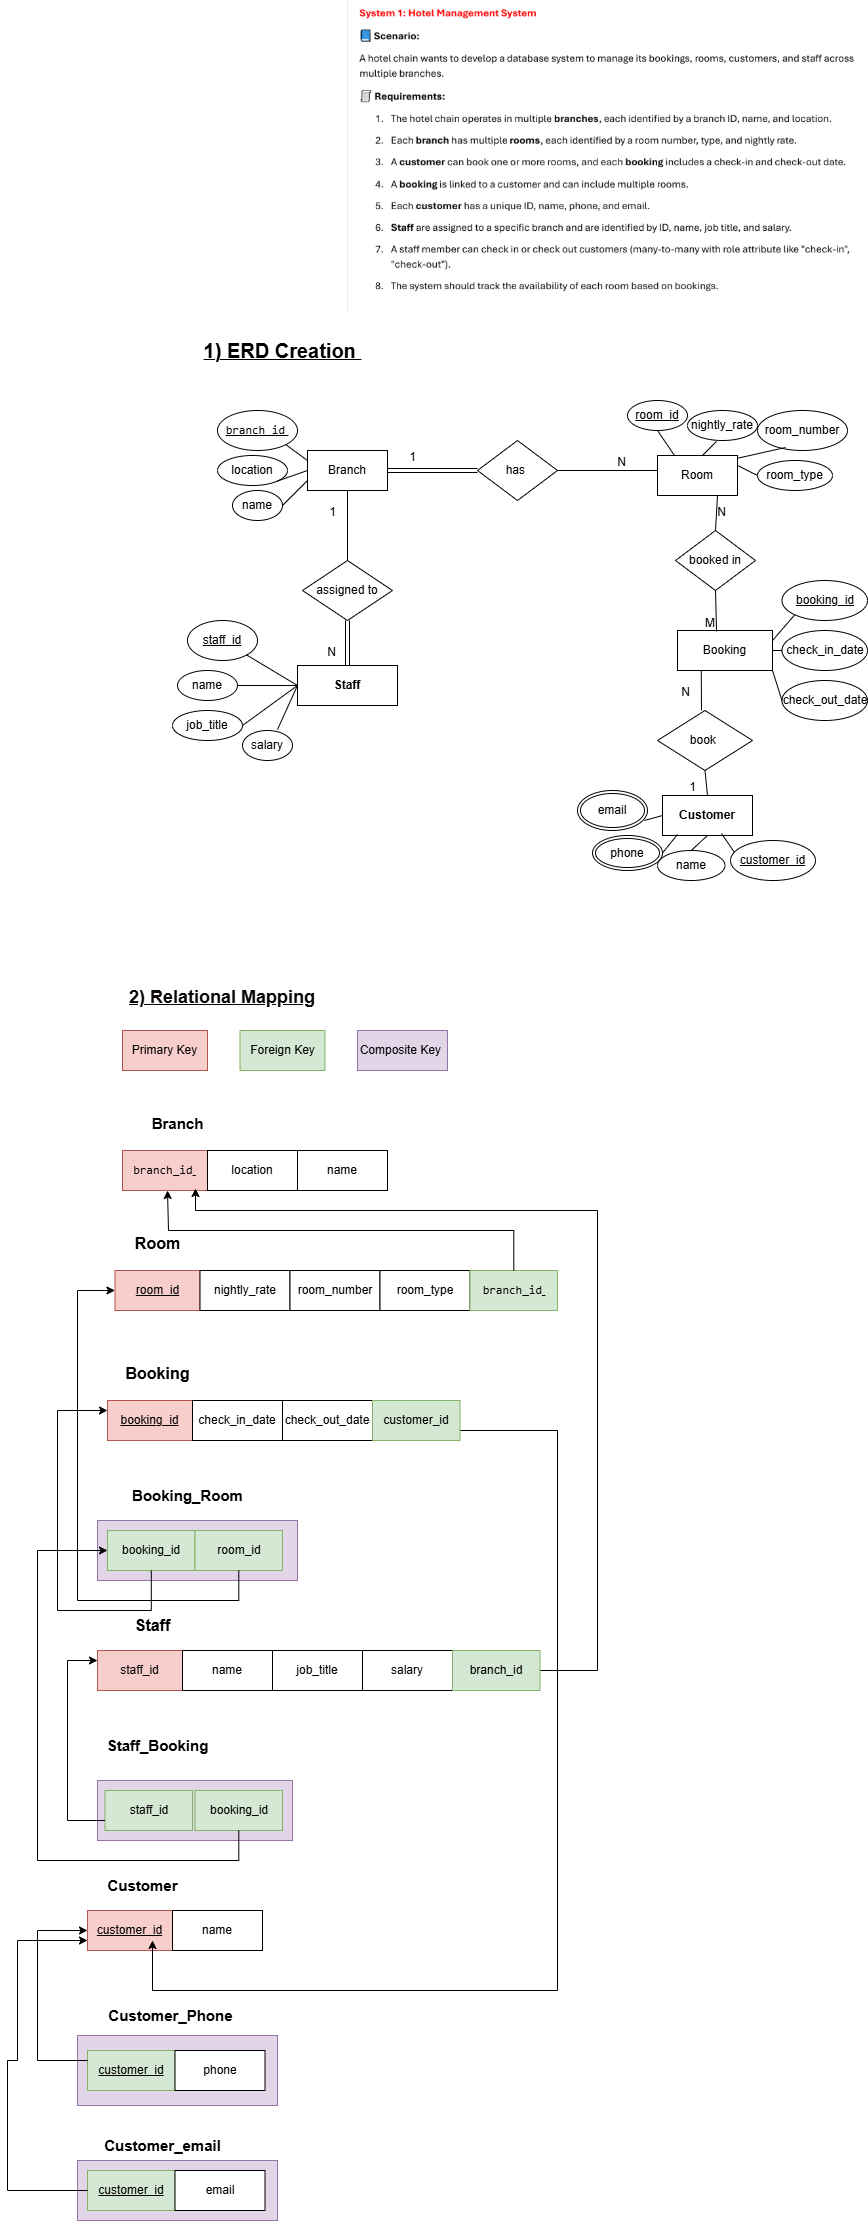 System 1: Hotel Management System
Scenario:
A hotel chain wants to develop a database system to manage its bookings, rooms, customers, and staff across
multiple branches.
Requirements:
1. The hotel chain operates in multiple branches, each identified by a branch ID, name, and location.
2. Each branch has multiple rooms, each identified by a room number, type, and nightly rate.
3. A customer can book one or more rooms, and each booking includes a check-in and check-out date.
4. A booking is linked to a customer and can include multiple rooms.
5. Each customer has a unique ID, name, phone, and email.
6. Staff are assigned to a specific branch and are identified by ID, name, job title, and salary.
7. A staff member can check in or check out customers (many-to-many with role attribute like "check-in",
"check-out").
8. The system should track the availability of each room based on bookings.
1) ERD Creation
branch_id_
location
name
Branch
1
has
N
Room
room_id
nightly_rate
room_number
room_type
1
assigned to
N
Staff
staff_id
name
job_title
salary
N
booked in
M
Booking
booking_id
check_in_date
check_out_date
N
book
1
Customer
email
phone
name
customer_id
2) Relational Mapping
Primary Key
Foreign Key
Composite Key
Branch
branch_id_
location
name
Room
room_id
nightly_rate
room_number
room_type
branch_id_
Booking
booking_id
check_in_date
check_out_date
customer_id
Booking_Room
booking_id
room_id
Staff
staff_id
name
job_title
salary
branch_id
Staff_Booking
staff_id
booking_id
Customer
customer_id
name
Customer_Phone
customer_id
phone
Customer_email
customer_id
email